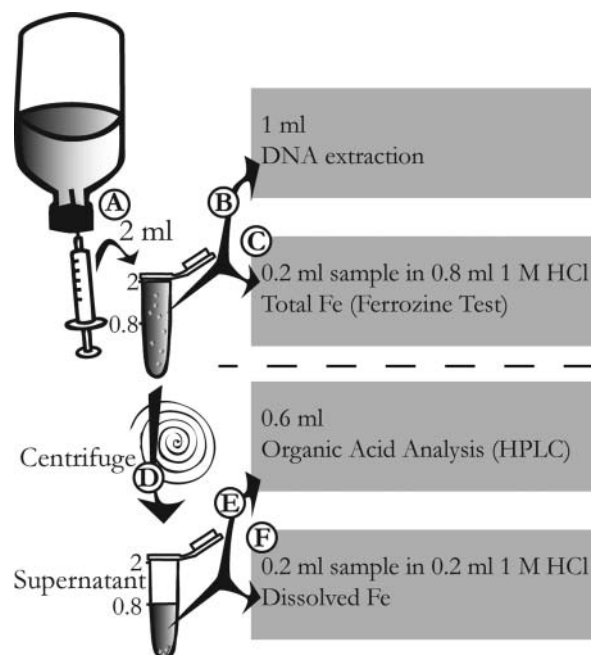 1 ml
DNA extraction
A
B
2 ml
C
0.2 ml sample in 0.8 ml 1 M HCl
Total Fe (Ferrozine Test)
2
0.8
0.6 ml
Organic Acid Analysis (HPLC)
Centrifuge
D
E
F
0.2 ml sample in 0.2 ml 1 M HCl
Dissolved Fe
2
Supernatant
0.8